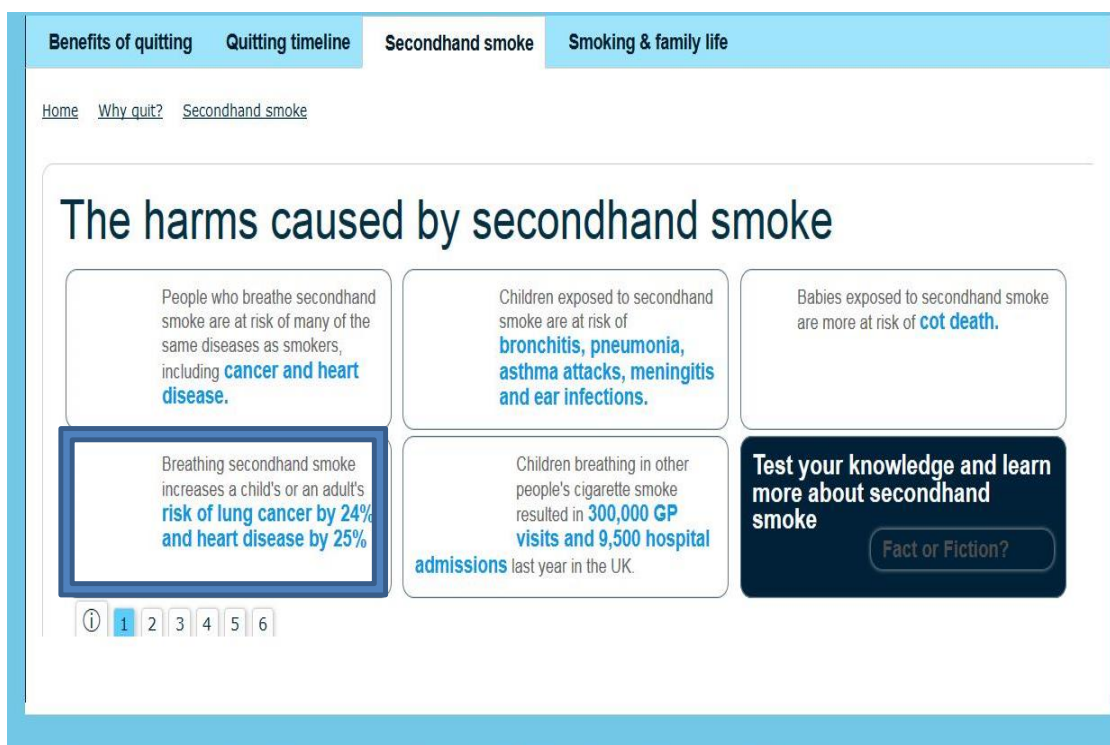 Benefits of quitting Quitting timeline Secondhand smoke Smoking & family life
Home Why quit? Secondhand smoke
The harms caused by secondhand smoke
People who breathe secondhand
smoke are at risk of many of the
same diseases as smokers,
including cancer and heart
disease.
Children exposed to secondhand
smoke are at risk of
bronchitis, pneumonia,
asthma attacks, meningitis
and ear infections.
Babies exposed to secondhand smoke
are more at risk of cot death.
Breathing secondhand smoke
increases a child's or an adult's
risk of lung cancer by 24%
and heart disease by 25%
Children breathing in other
people's cigarette smoke
resulted in 300,000 GP
visits and 9,500 hospital
admissions last year in the UK.
Test your knowledge and learn
more about secondhand
smoke
Fact or Fiction?
i 1 2 3 4 5 6